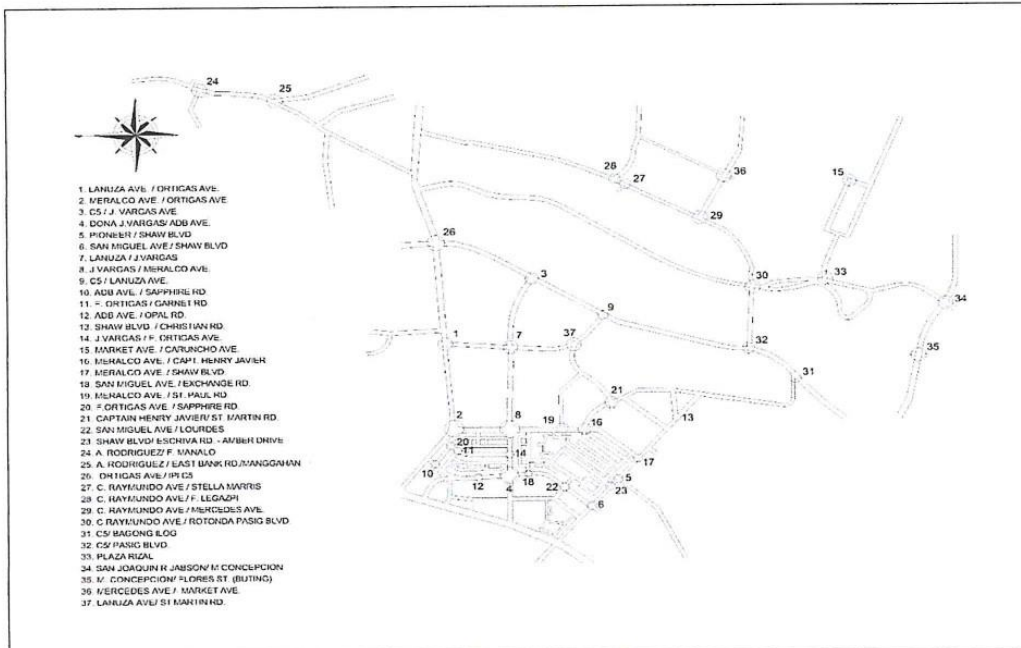 24
25
28
27
36
15
29
26
3
30
33
34
9
1
7
37
32
35
31
21
2
8
19
16
13
20
11
14
17
10
12
4
18
22
5
23
6
1. LANUZA AVE. / ORTIGAS AVE.
2. MERALCO AVE. / ORTIGAS AVE
3. C5 / J. VARGAS AVE.
4. DONA J.VARGAS/ ADB AVE.
5. PIONEER / SHAW BLVD
6. SAN MIGUEL AVE./ SHAW BLVD
7. LANUZA / J.VARGAS
8. J.VARGAS / MERALCO AVE.
9. C5 / LANUZA AVE.
10. ADB AVE. / SAPPHIRE RD.
11. F. ORTIGAS / GARNET RD.
12. ADB AVE. / OPAL RD.
13. SHAW BLVD. / CHRISTIAN RD.
14. J.VARGAS / F. ORTIGAS AVE.
15. MARKET AVE. / CARUNCHO AVE.
16. MERALCO AVE. / CAPT. HENRY JAVIER
17. MERALCO AVE. / SHAW BLVD.
18. SAN MIGUEL AVE. / EXCHANGE RD.
19. MERALCO AVE. / ST. PAUL RD
20. F.ORTIGAS AVE. / SAPPHIRE RD.
21. CAPTAIN HENRY JAVIER/ ST. MARTIN RD.
22. SAN MIGUEL AVE / LOURDES
23. SHAW BLVD/ ESCRIVA RD. - AMBER DRIVE
24. A. RODRIGUEZ/ F. MANALO
25. A. RODRIGUEZ / EAST BANK RD./MANGGAHAN
26. ORTIGAS AVE./ IPI C5
27. C. RAYMUNDO AVE./ STELLA MARRIS
28. C. RAYMUNDO AVE./ F. LEGAZPI
29. C. RAYMUNDO AVE./ MERCEDES AVE.
30. C RAYMUNDO AVE./ ROTONDA PASIG BLVD.
31. C5/ BAGONG ILOG
32. C5/ PASIG BLVD.
33. PLAZA RIZAL
34. SAN JOAQUIN R JABSON/ M CONCEPCION
35. M. CONCEPCION/ FLORES ST. (BUTING)
36. MERCEDES AVE./ MARKET AVE.
37. LANUZA AVE/ ST MARTIN RD.